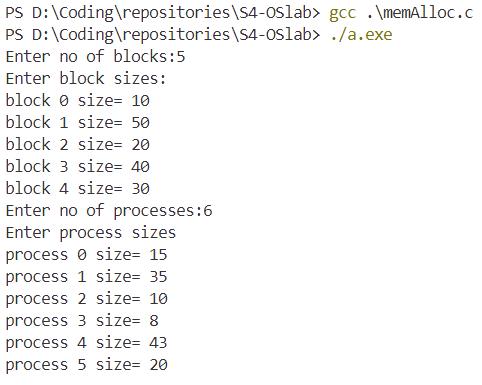 PS D:\Coding\repositories\S4-OSlab> gcc .\memAlloc.c
PS D:\Coding\repositories\S4-OSlab> ./a.exe
Enter no of blocks:5
Enter block sizes:
block 0 size= 10
block 1 size= 50
block 2 size= 20
block 3 size= 40
block 4 size= 30
Enter no of processes:6
Enter process sizes
process 0 size= 15
process 1 size= 35
process 2 size= 10
process 3 size= 8
process 4 size= 43
process 5 size= 20